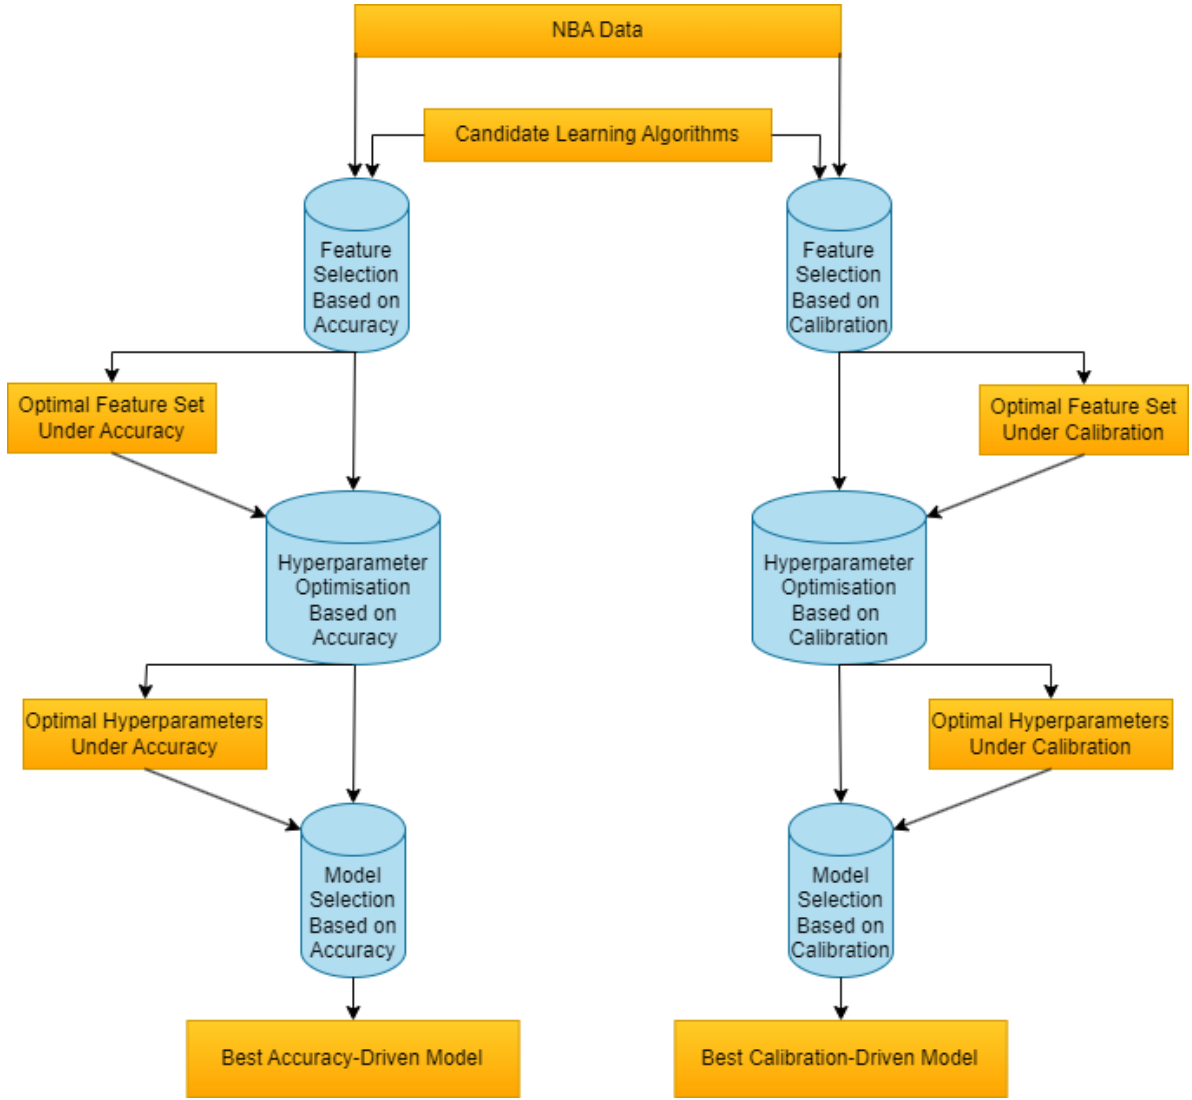 NBA Data
Candidate Learning Algorithms
Feature
Selection
Based on
Accuracy
Feature
Selection
Based on
Calibration
Optimal Feature Set
Under Accuracy
Optimal Feature Set
Under Calibration
Hyperparameter
Optimisation
Based on
Accuracy
Hyperparameter
Optimisation
Based on
Calibration
Optimal Hyperparameters
Under Accuracy
Optimal Hyperparameters
Under Calibration
Model
Selection
Based on
Accuracy
Model
Selection
Based on
Calibration
Best Accuracy-Driven Model
Best Calibration-Driven Model